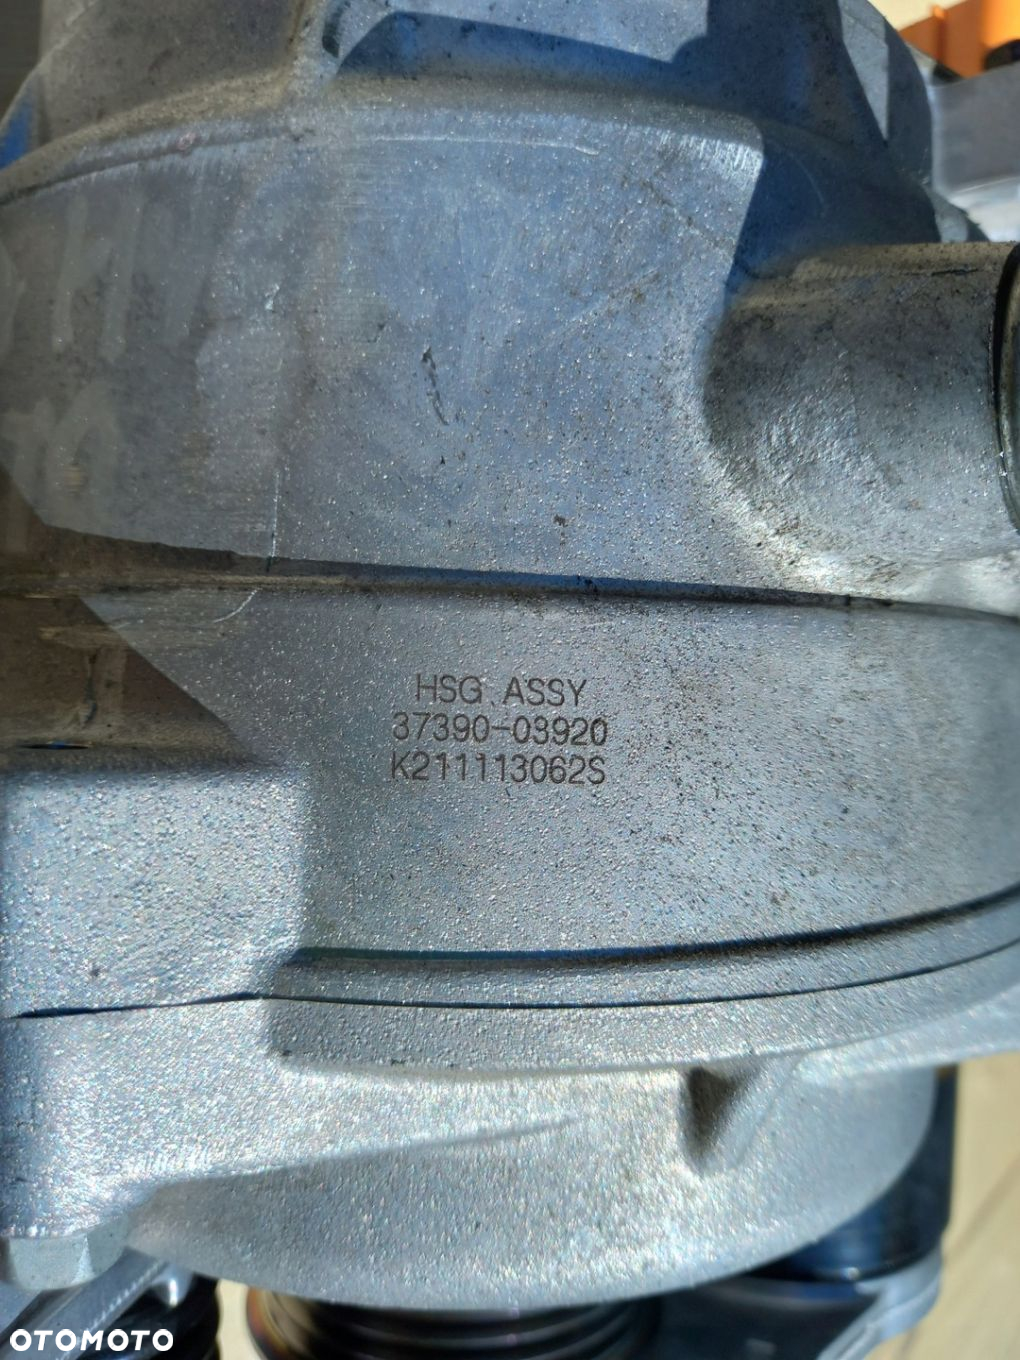 HSG ASSY
37390-03920
K211113062S
OTOMOTO